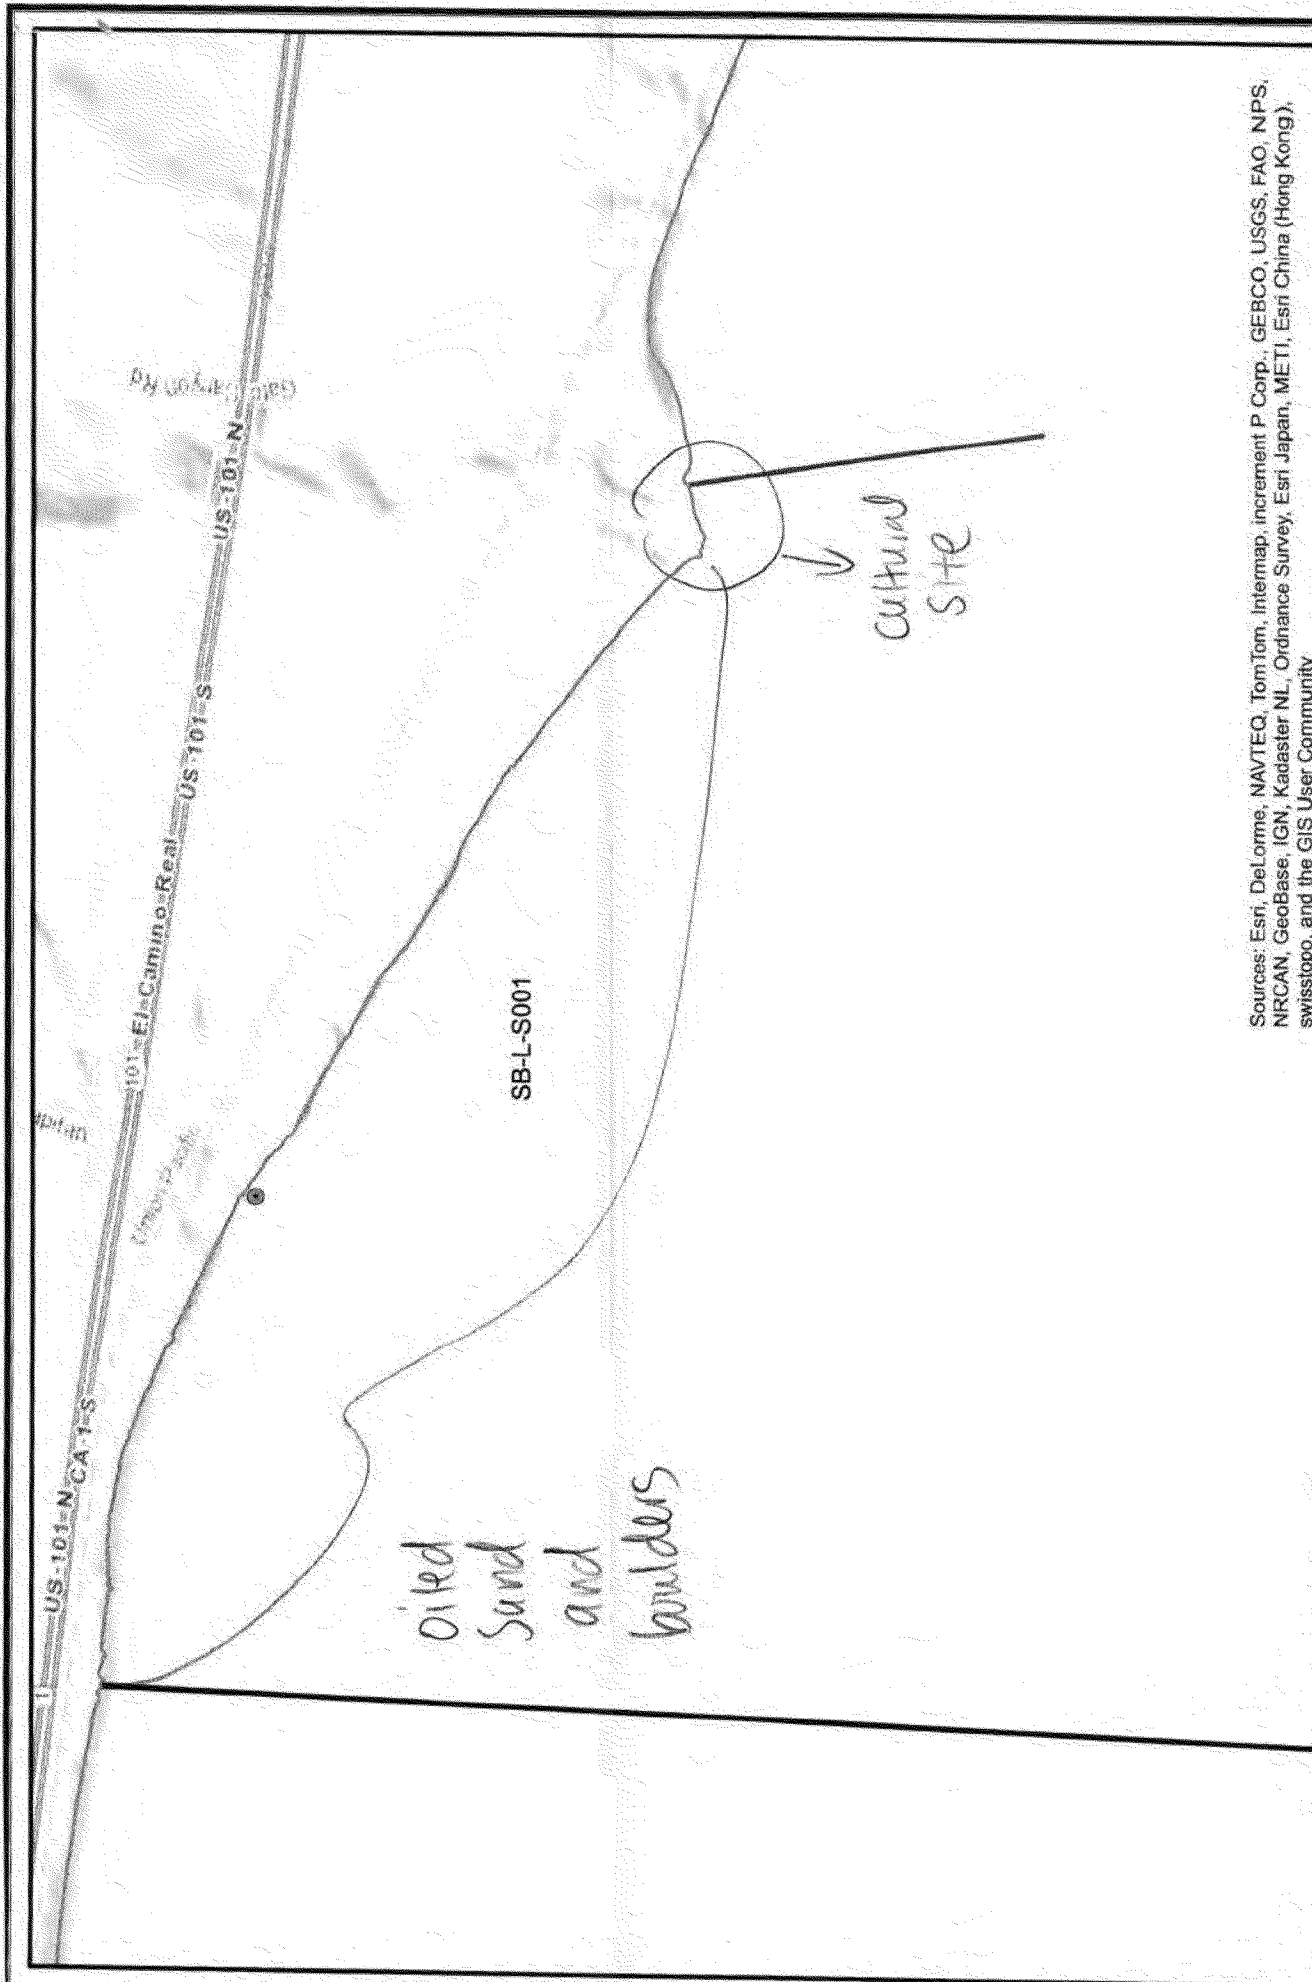 US-101-N
CA-1-S
101-El-Camino-Real
US-101-S
US-101-N
SB-L-S001
oiled
Sand
and
boulders
cultural
site
Sources: Esri, DeLorme, NAVTEQ, TomTom, Intermap, increment P Corp., GEBCO, USGS, FAO, NPS,
NRCAN, GeoBase, IGN, Kadaster NL, Ordnance Survey, Esri Japan, METI, Esri China (Hong Kong),
swisstopo, and the GIS User Community